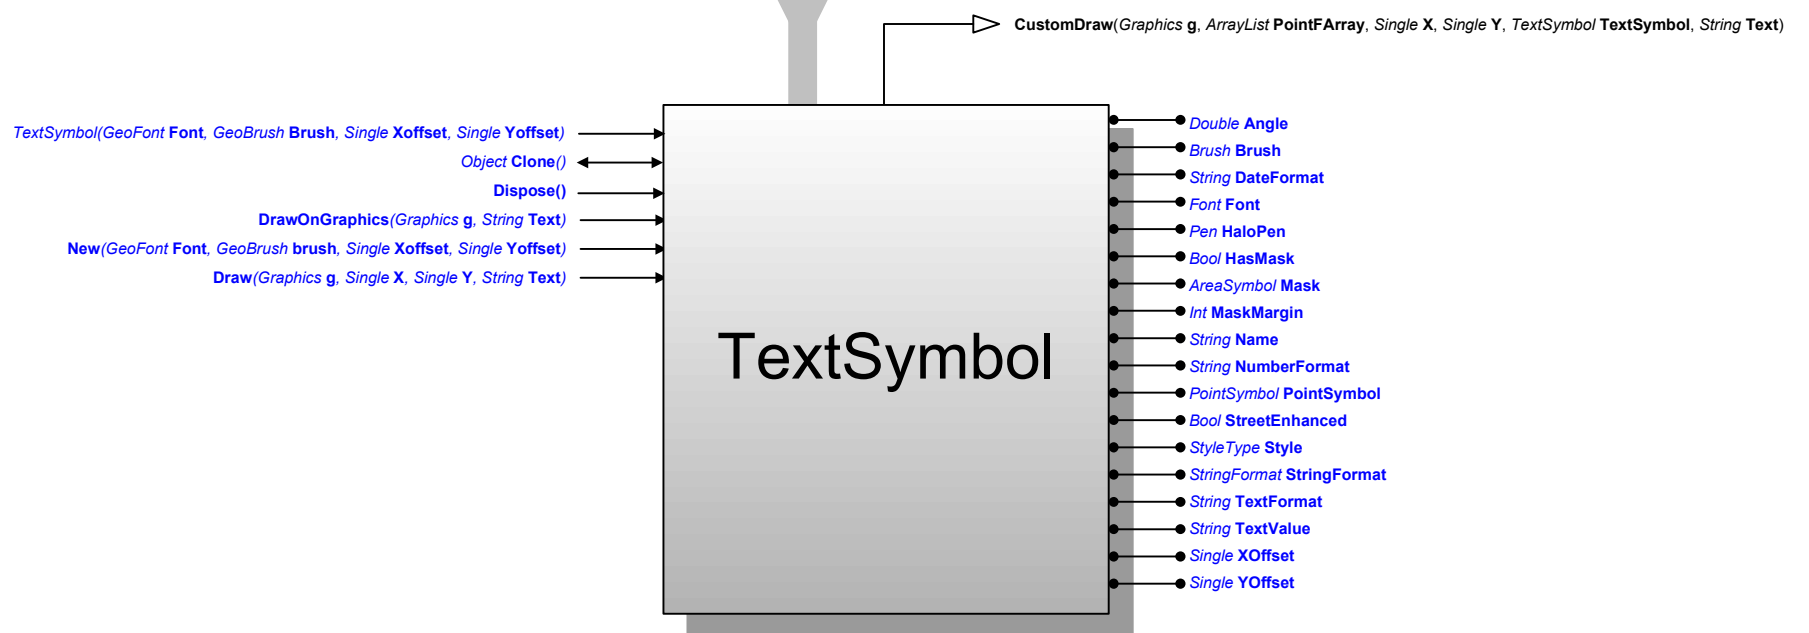 CustomDraw(Graphics g, ArrayList PointFArray, Single X, Single Y, TextSymbol TextSymbol, String Text)
TextSymbol(GeoFont Font, GeoBrush Brush, Single Xoffset, Single Yoffset)
Object Clone()
Dispose()
DrawOnGraphics(Graphics g, String Text)
New(GeoFont Font, GeoBrush brush, Single Xoffset, Single Yoffset)
Draw(Graphics g, Single X, Single Y, String Text)
TextSymbol
Double Angle
Brush Brush
String DateFormat
Font Font
Pen HaloPen
Bool HasMask
AreaSymbol Mask
Int MaskMargin
String Name
String NumberFormat
PointSymbol PointSymbol
Bool StreetEnhanced
StyleType Style
StringFormat StringFormat
String TextFormat
String TextValue
Single XOffset
Single YOffset